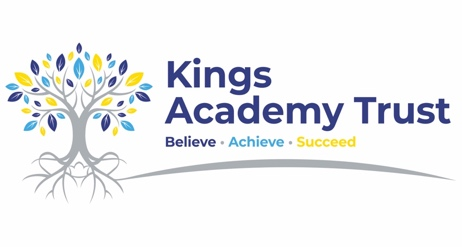 Kings
Academy Trust
Believe • Achieve • Succeed